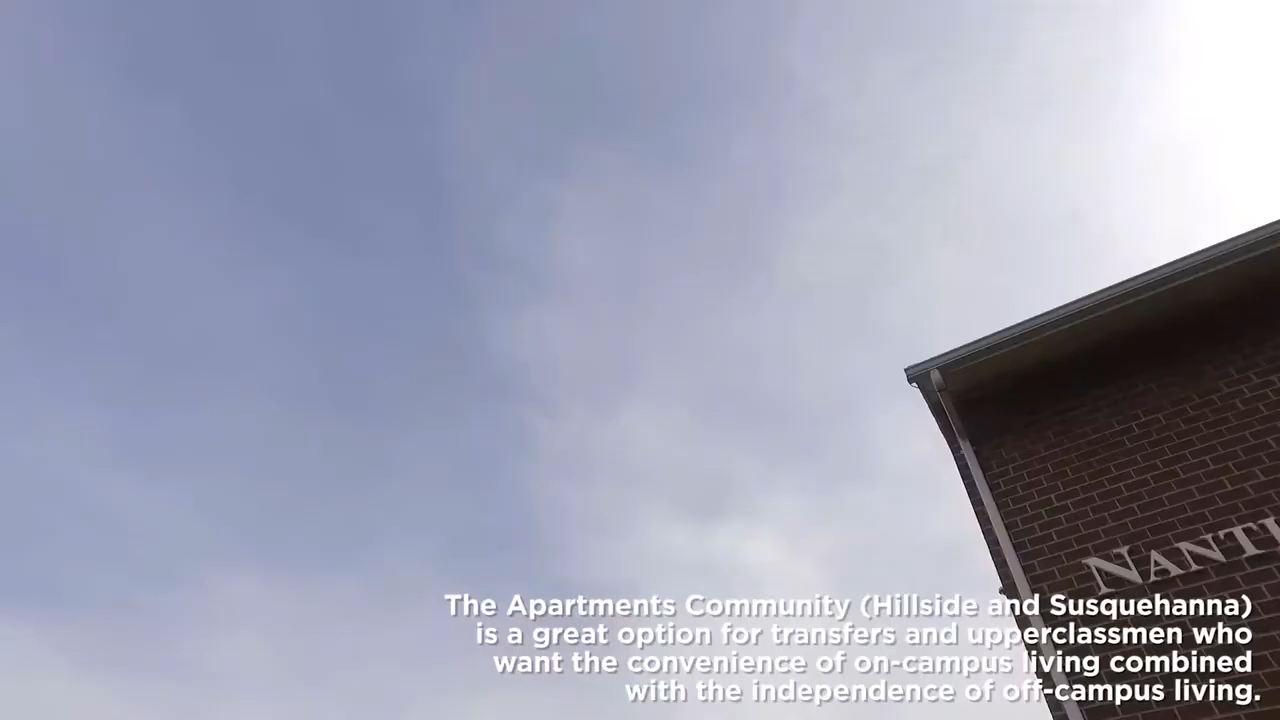 NANTI
The Apartments Community (Hillside and Susquehanna)
is a great option for transfers and upperclassmen who
want the convenience of on-campus living combined
with the independence of off-campus living.